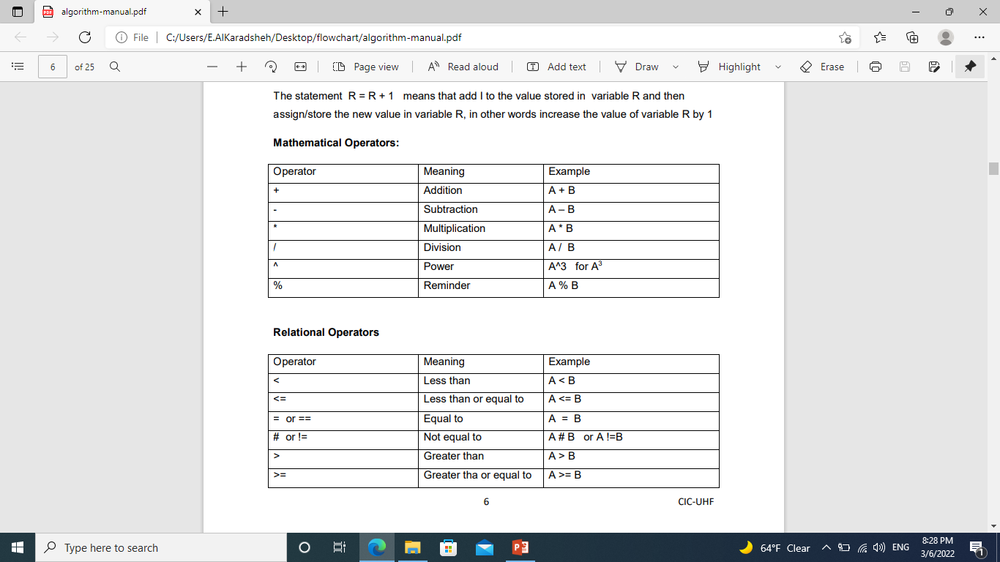 algorithm-manual.pdf
File C:/Users/E.AlKaradsheh/Desktop/flowchart/algorithm-manual.pdf
6 of 25 Page view Read aloud Add text Draw Highlight Erase
The statement R = R + 1 means that add I to the value stored in variable R and then
assign/store the new value in variable R, in other words increase the value of variable R by 1
Mathematical Operators:
Operator Meaning Example
+ Addition A + B
- Subtraction A – B
* Multiplication A * B
/ Division A / B
^ Power A^3 for A³
% Reminder A % B
Relational Operators
Operator Meaning Example
< Less than A < B
<= Less than or equal to A <= B
= or == Equal to A = B
# or != Not equal to A # B or A !=B
> Greater than A > B
>= Greater tha or equal to A >= B
6 CIC-UHF
Type here to search 64°F Clear ENG 8:28 PM
3/6/2022 1